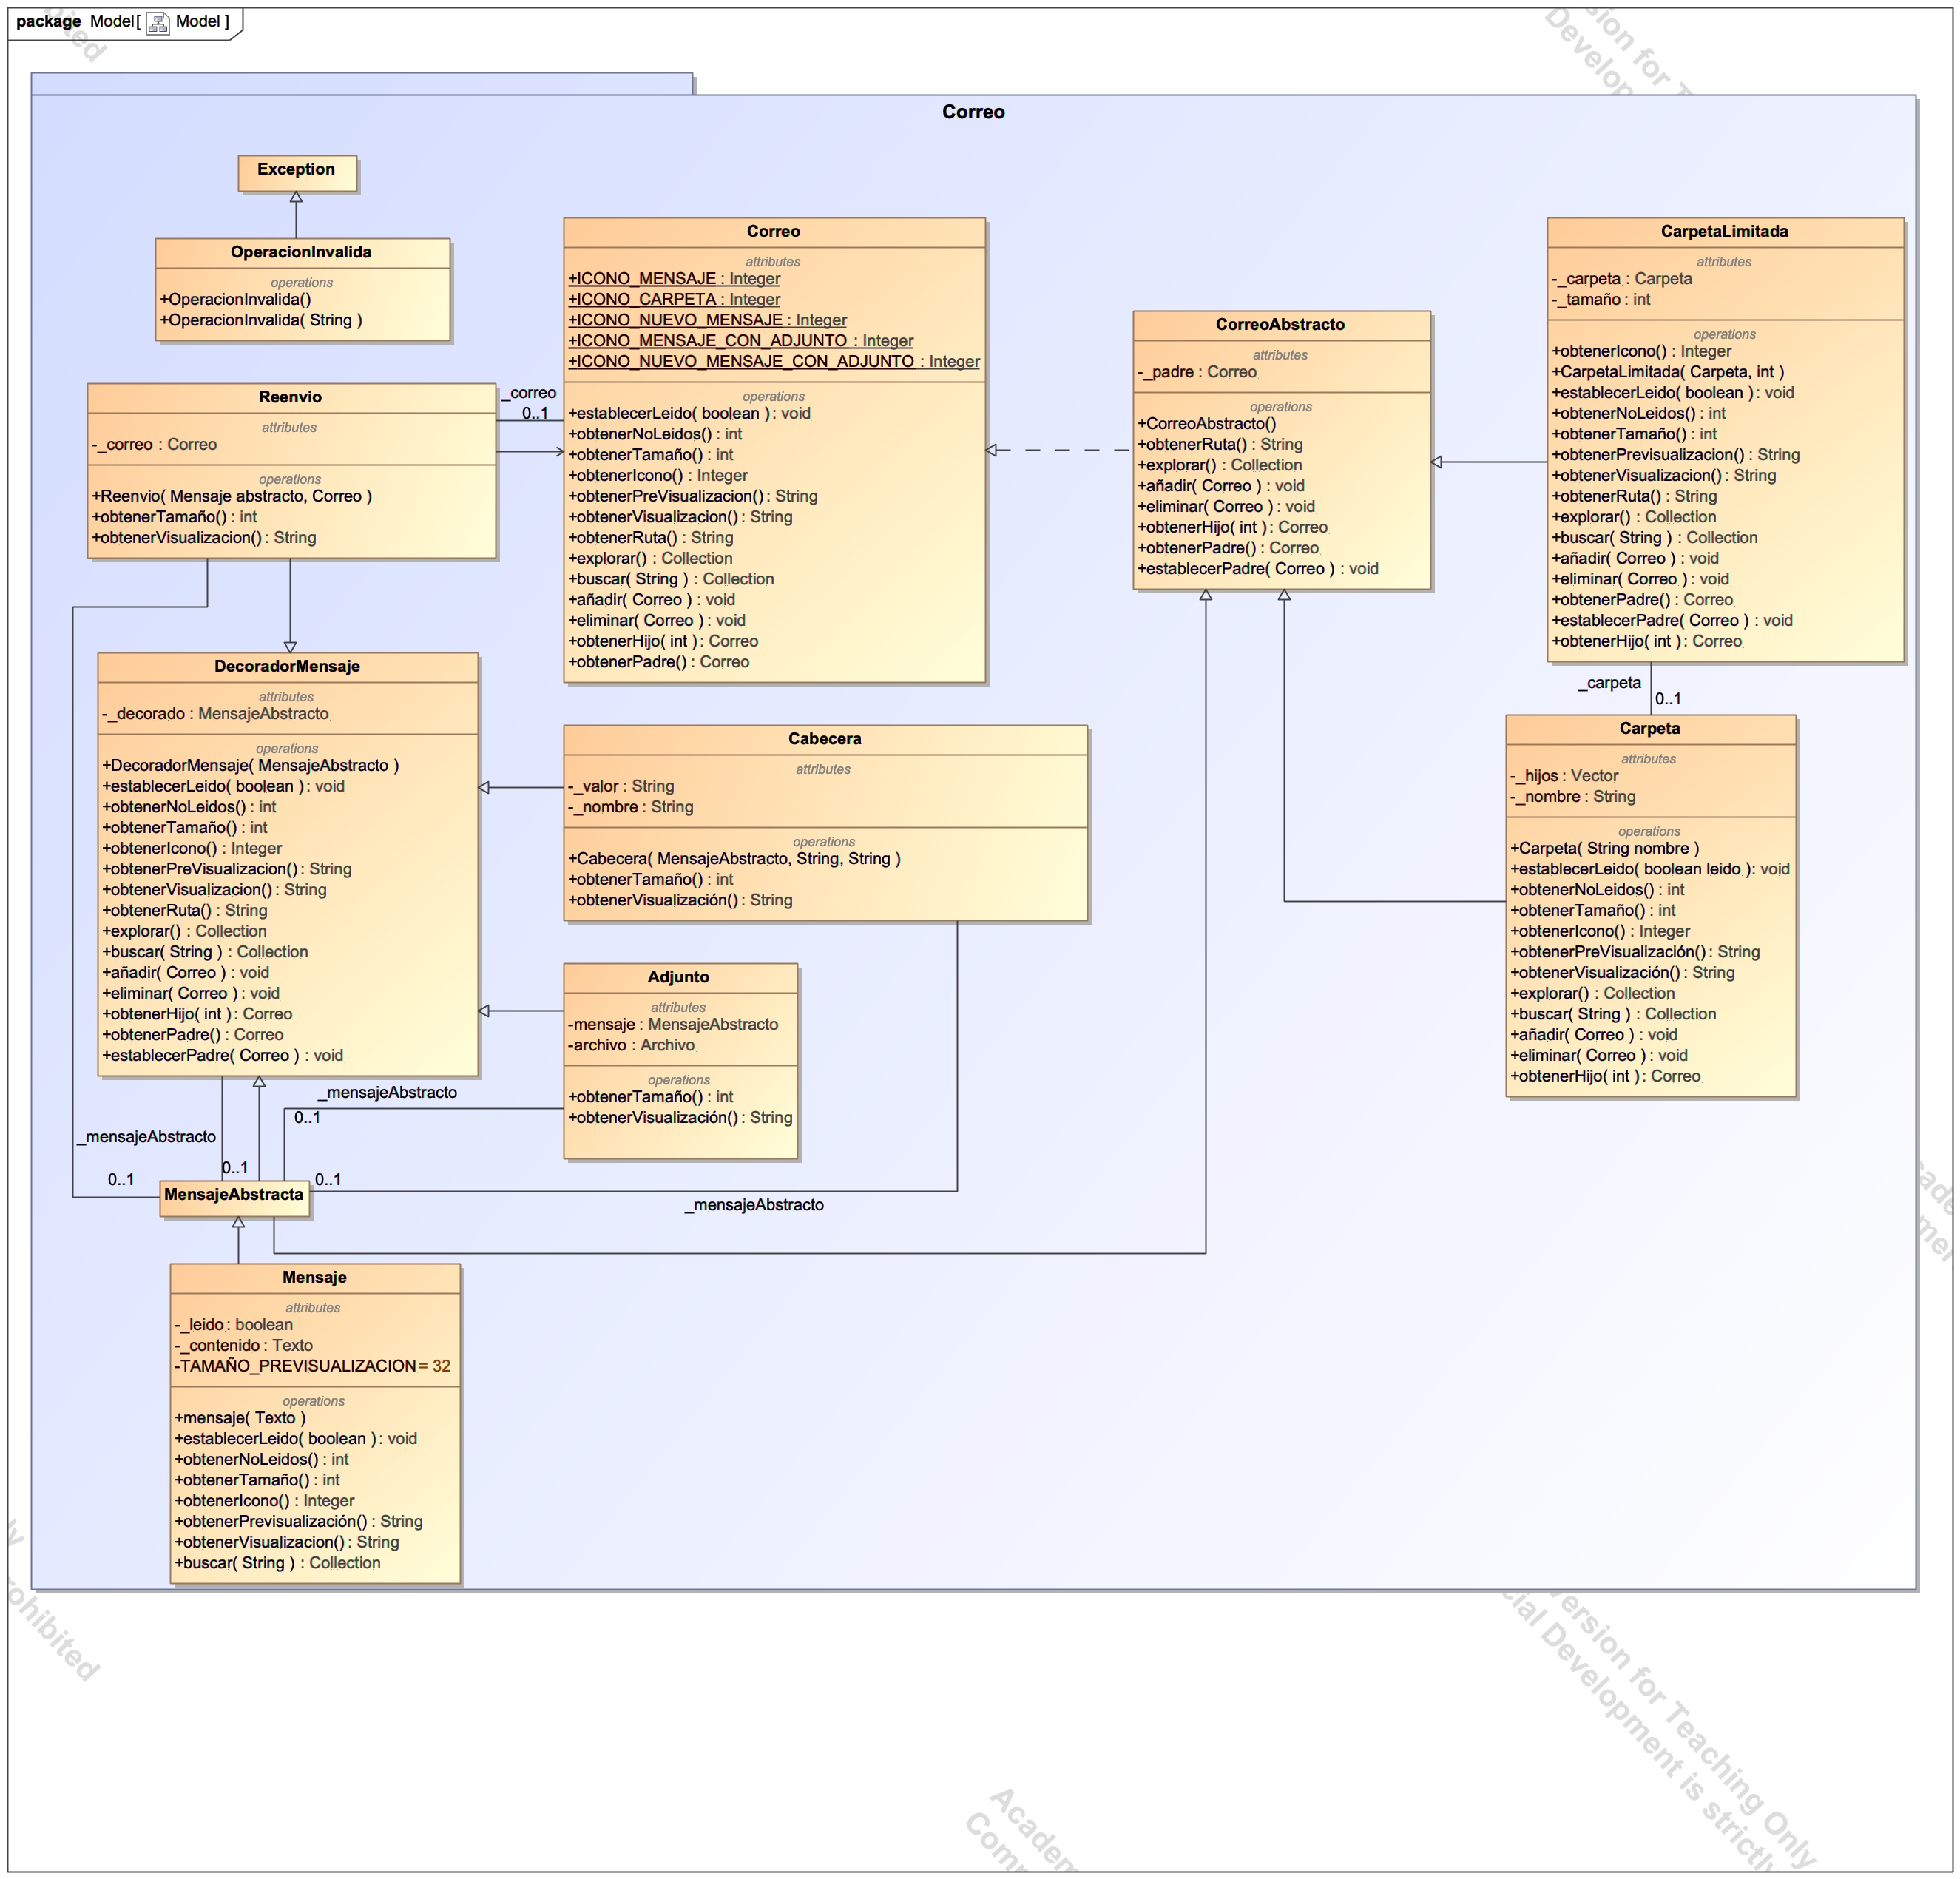 package Model[ Model ]
Correo
Exception
OperacionInvalida
operations
+OperacionInvalida()
+OperacionInvalida( String )
Reenvio
attributes
-_correo : Correo
operations
+Reenvio( Mensaje abstracto, Correo )
+obtenerTamaño() : int
+obtenerVisualizacion() : String
_correo
0..1
Correo
attributes
+ICONO_MENSAJE : Integer
+ICONO_CARPETA : Integer
+ICONO_NUEVO_MENSAJE : Integer
+ICONO_MENSAJE_CON_ADJUNTO : Integer
+ICONO_NUEVO_MENSAJE_CON_ADJUNTO : Integer
operations
+establecerLeido( boolean ) : void
+obtenerNoLeidos() : int
+obtenerTamaño() : int
+obtenerIcono() : Integer
+obtenerPreVisualizacion() : String
+obtenerVisualizacion() : String
+obtenerRuta() : String
+explorar() : Collection
+buscar( String ) : Collection
+añadir( Correo ) : void
+eliminar( Correo ) : void
+obtenerHijo( int ) : Correo
+obtenerPadre() : Correo
CorreoAbstracto
attributes
-_padre : Correo
operations
+CorreoAbstracto()
+obtenerRuta() : String
+explorar() : Collection
+añadir( Correo ) : void
+eliminar( Correo ) : void
+obtenerHijo( int ) : Correo
+obtenerPadre() : Correo
+establecerPadre( Correo ) : void
CarpetaLimitada
attributes
-_carpeta : Carpeta
-_tamaño : int
operations
+obtenerIcono() : Integer
+CarpetaLimitada( Carpeta, int )
+establecerLeido( boolean ) : void
+obtenerNoLeidos() : int
+obtenerTamaño() : int
+obtenerPrevisualizacion() : String
+obtenerVisualizacion() : String
+obtenerRuta() : String
+explorar() : Collection
+buscar( String ) : Collection
+añadir( Correo ) : void
+eliminar( Correo ) : void
+obtenerPadre() : Correo
+establecerPadre( Correo ) : void
+obtenerHijo( int ) : Correo
_carpeta
0..1
DecoradorMensaje
attributes
-_decorado : MensajeAbstracto
operations
+DecoradorMensaje( MensajeAbstracto )
+establecerLeido( boolean ) : void
+obtenerNoLeidos() : int
+obtenerTamaño() : int
+obtenerIcono() : Integer
+obtenerPreVisualizacion() : String
+obtenerVisualizacion() : String
+obtenerRuta() : String
+explorar() : Collection
+buscar( String ) : Collection
+añadir( Correo ) : void
+eliminar( Correo ) : void
+obtenerHijo( int ) : Correo
+obtenerPadre() : Correo
+establecerPadre( Correo ) : void
Cabecera
attributes
-_valor : String
-_nombre : String
operations
+Cabecera( MensajeAbstracto, String, String )
+obtenerTamaño() : int
+obtenerVisualización() : String
Adjunto
attributes
-mensaje : MensajeAbstracto
-archivo : Archivo
operations
+obtenerTamaño() : int
+obtenerVisualización() : String
Carpeta
attributes
-_hijos : Vector
-_nombre : String
operations
+Carpeta( String nombre )
+establecerLeido( boolean leido ) : void
+obtenerNoLeidos() : int
+obtenerTamaño() : int
+obtenerIcono() : Integer
+obtenerPreVisualización() : String
+obtenerVisualización() : String
+explorar() : Collection
+buscar( String ) : Collection
+añadir( Correo ) : void
+eliminar( Correo ) : void
+obtenerHijo( int ) : Correo
_mensajeAbstracto
0..1
_mensajeAbstracto
0..1
0..1
0..1
_mensajeAbstracto
MensajeAbstracta
Mensaje
attributes
-_leido : boolean
-_contenido : Texto
-TAMAÑO_PREVISUALIZACION = 32
operations
+mensaje( Texto )
+establecerLeido( boolean ) : void
+obtenerNoLeidos() : int
+obtenerTamaño() : int
+obtenerIcono() : Integer
+obtenerPrevisualización() : String
+obtenerVisualizacion() : String
+buscar( String ) : Collection
Version for Teaching Only
Development is strictly